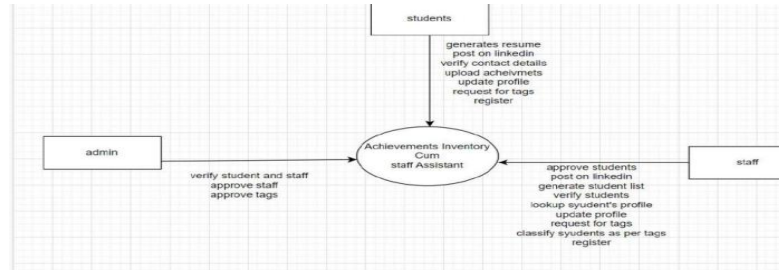 students
generates resume
post on linkedin
verify contact details
upload acheivmets
update profile
request for tags
register
admin
verify student and staff
approve staff
approve tags
Achievements Inventory
Cum
staff Assistant
staff
approve students
post on linkedin
generate student list
verify students
lookup syudent's profile
update profile
request for tags
classify syudents as per tags
register